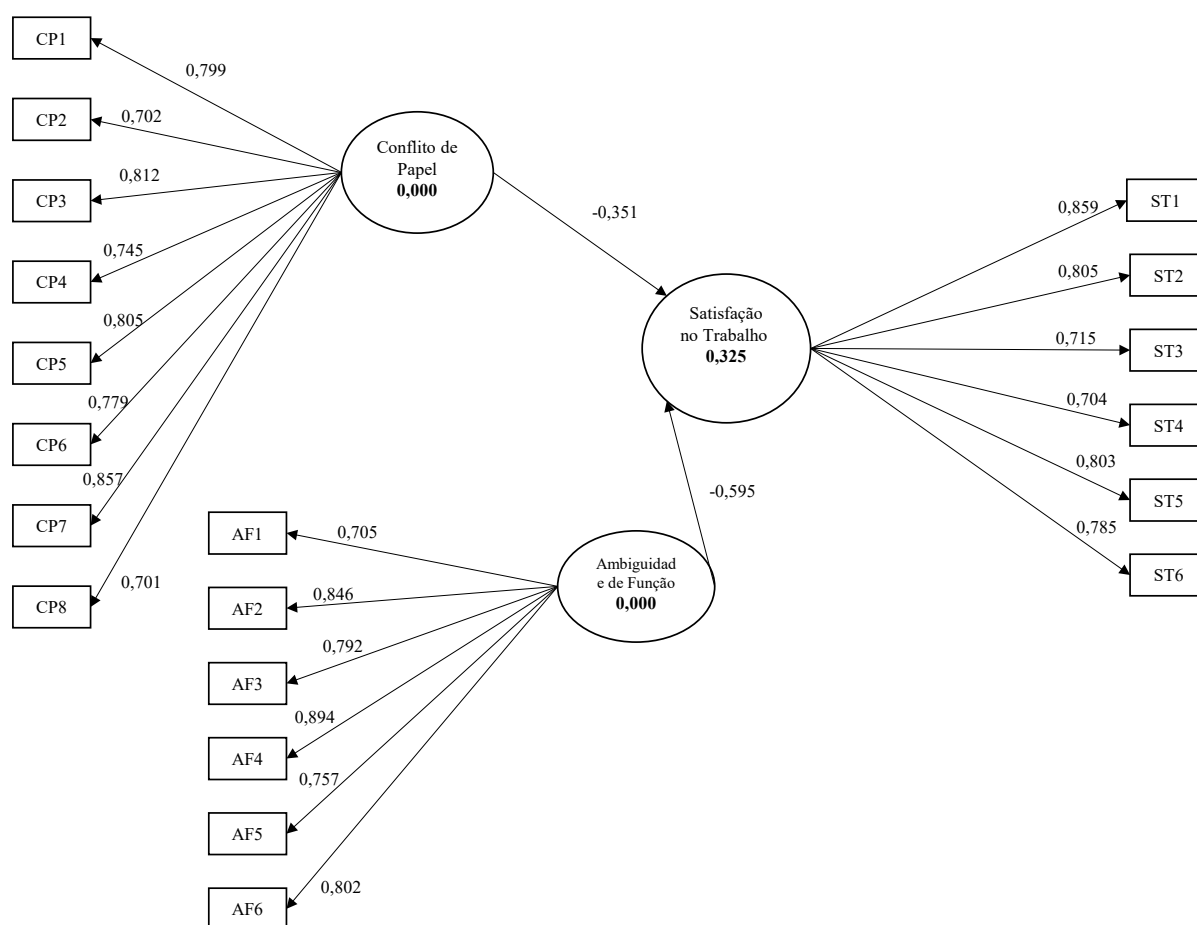 CP1
0,799
CP2
0,702
CP3
0,812
CP4
0,745
CP5
0,805
CP6
0,779
CP7
0,857
CP8
0,701
Conflito de
Papel
0,000
-0,351
AF1
0,705
AF2
0,846
AF3
0,792
AF4
0,894
AF5
0,757
AF6
0,802
Ambiguidad
e de Função
0,000
-0,595
Satisfação
no Trabalho
0,325
0,859
ST1
0,805
ST2
0,715
ST3
0,704
ST4
0,803
ST5
0,785
ST6